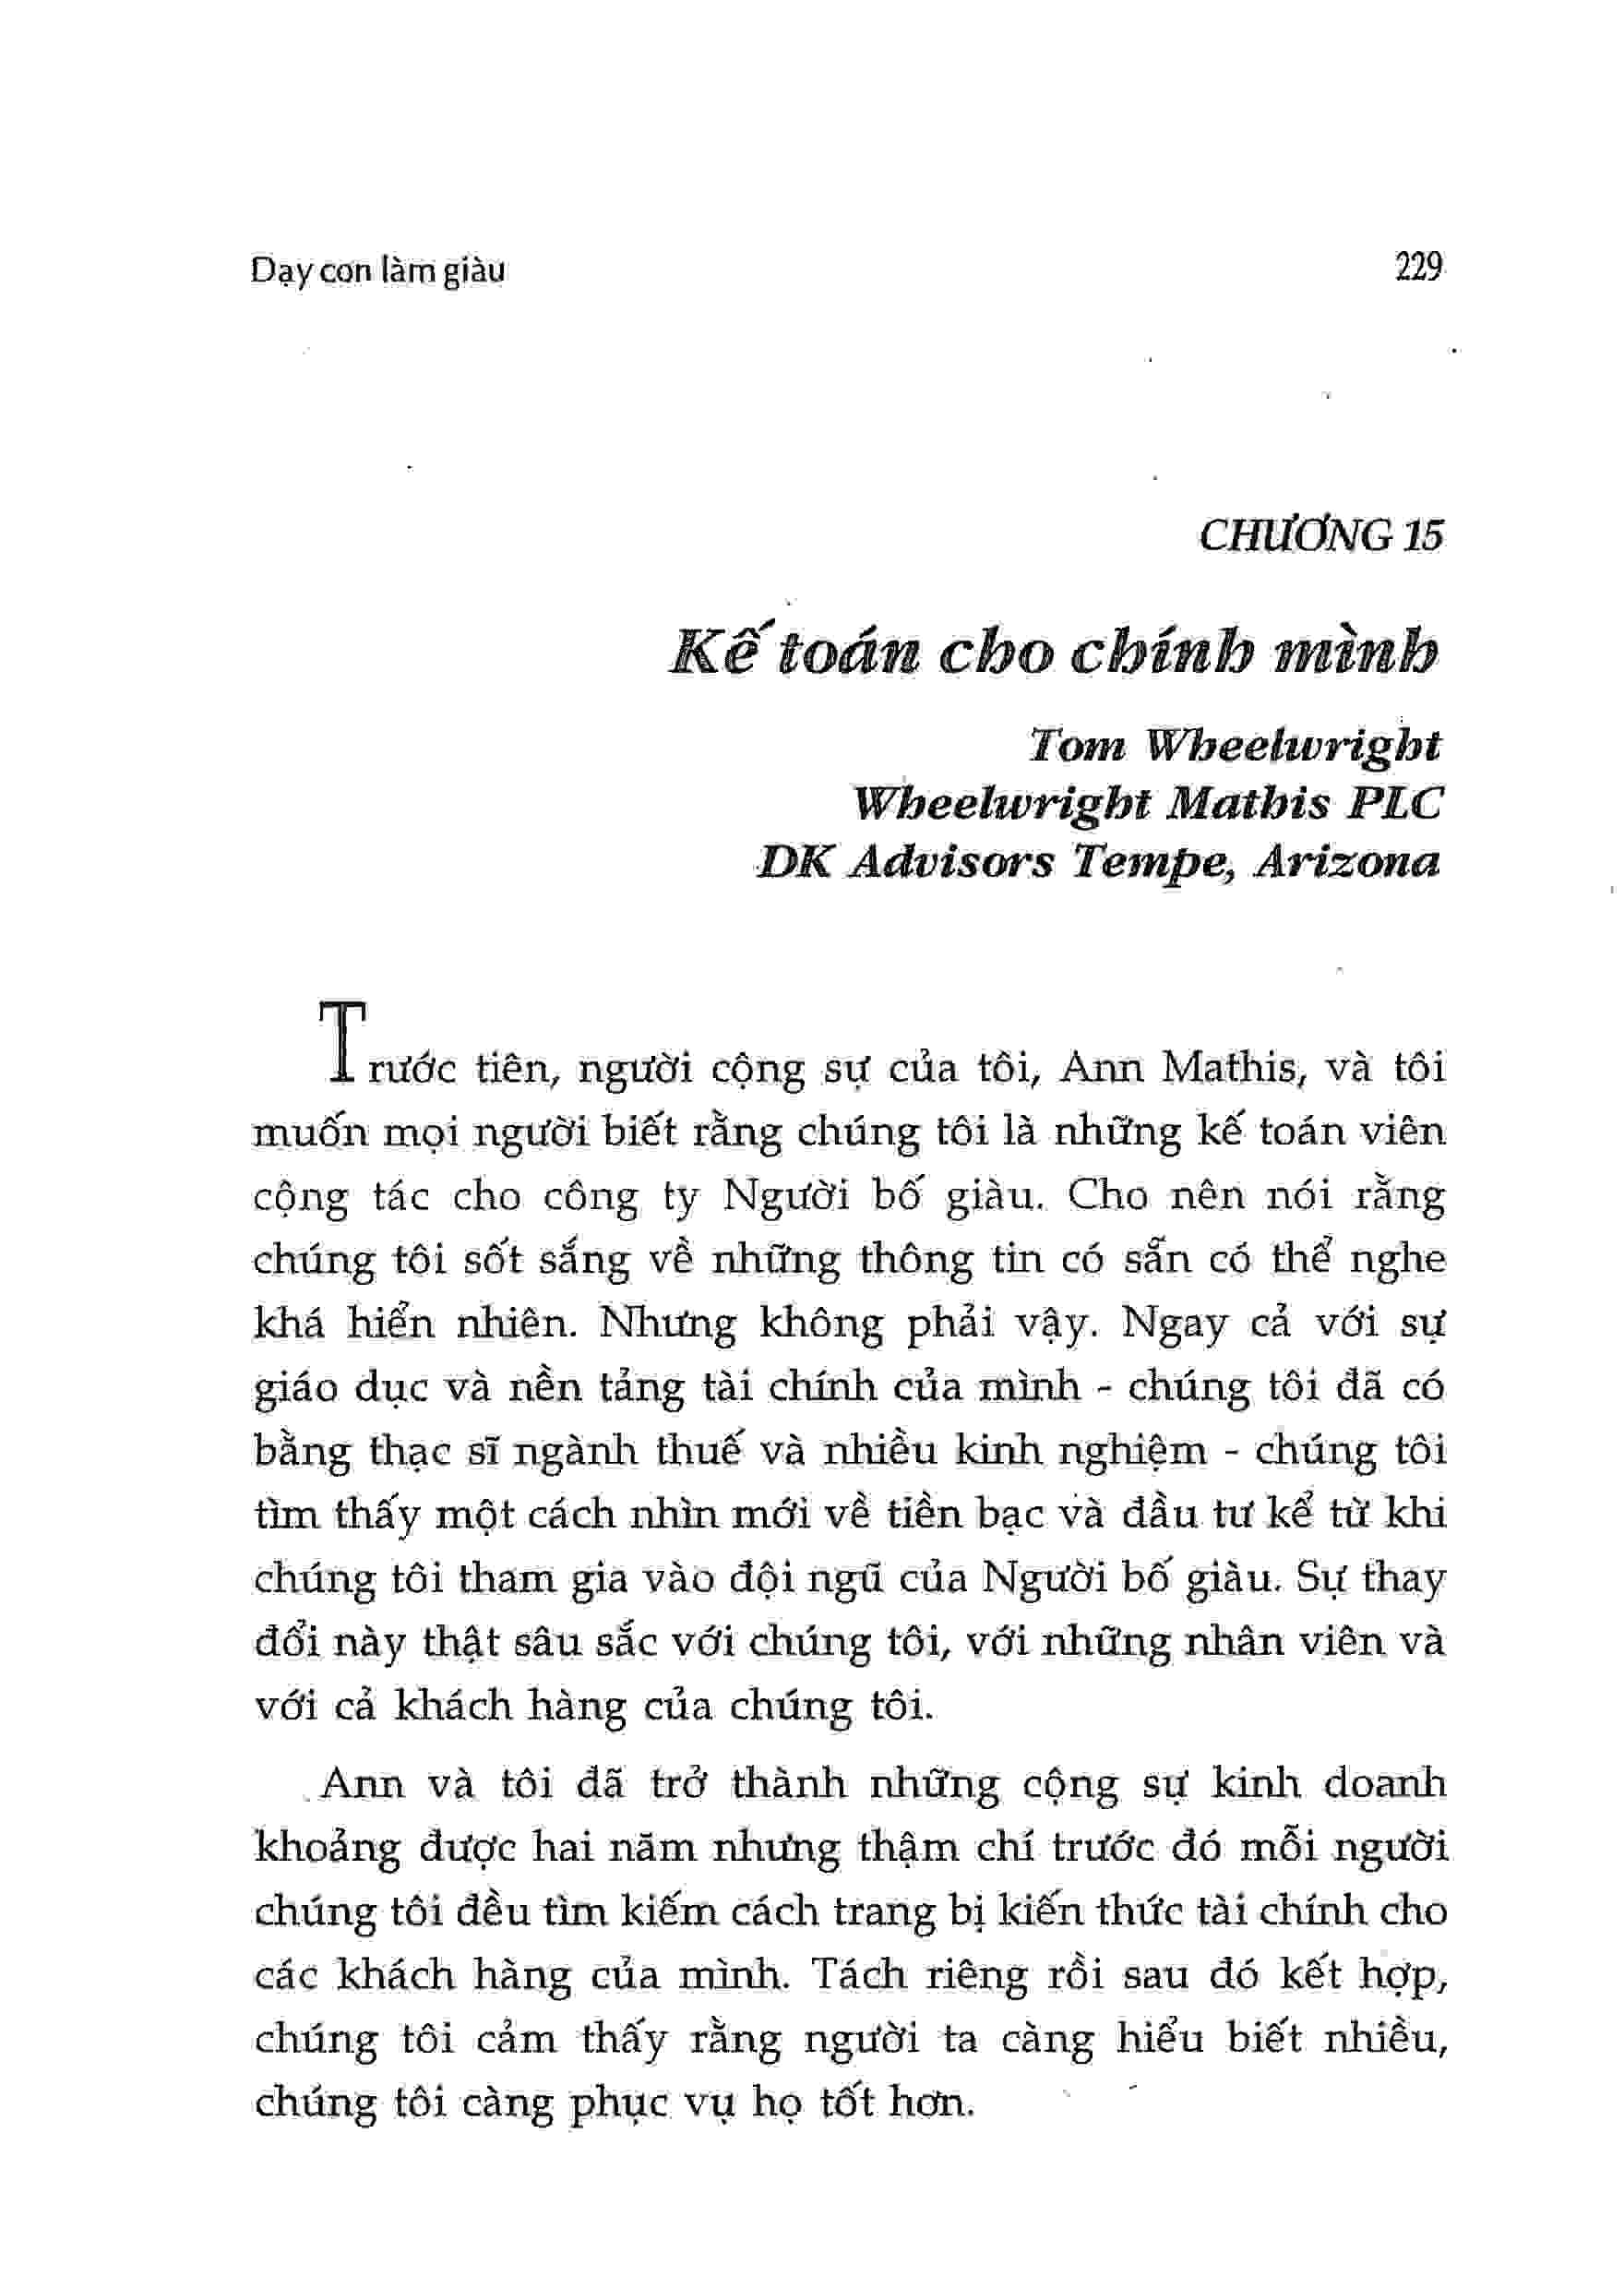 Dạy con làm giàu 229
CHƯƠNG 15
Kế toán cho chính mình
Tom Wheelwright
Wheelwright Mathis PLC
DK Advisors Tempe, Arizona
Trước tiên, người cộng sự của tôi, Ann Mathis, và tôi
muốn mọi người biết rằng chúng tôi là những kế toán viên
cộng tác cho công ty Người bố giàu. Cho nên nói rằng
chúng tôi sốt sắng về những thông tin có sẵn có thể nghe
khá hiển nhiên. Nhưng không phải vậy. Ngay cả với sự
giáo dục và nền tảng tài chính của mình - chúng tôi đã có
bằng thạc sĩ ngành thuế và nhiều kinh nghiệm - chúng tôi
tìm thấy một cách nhìn mới về tiền bạc và đầu tư kể từ khi
chúng tôi tham gia vào đội ngũ của Người bố giàu. Sự thay
đổi này thật sâu sắc với chúng tôi, với những nhân viên và
với cả khách hàng của chúng tôi.
Ann và tôi đã trở thành những cộng sự kinh doanh
khoảng được hai năm nhưng thậm chí trước đó mỗi người
chúng tôi đều tìm kiếm cách trang bị kiến thức tài chính cho
các khách hàng của mình. Tách riêng rồi sau đó kết hợp,
chúng tôi cảm thấy rằng người ta càng hiểu biết nhiều,
chúng tôi càng phục vụ họ tốt hơn.